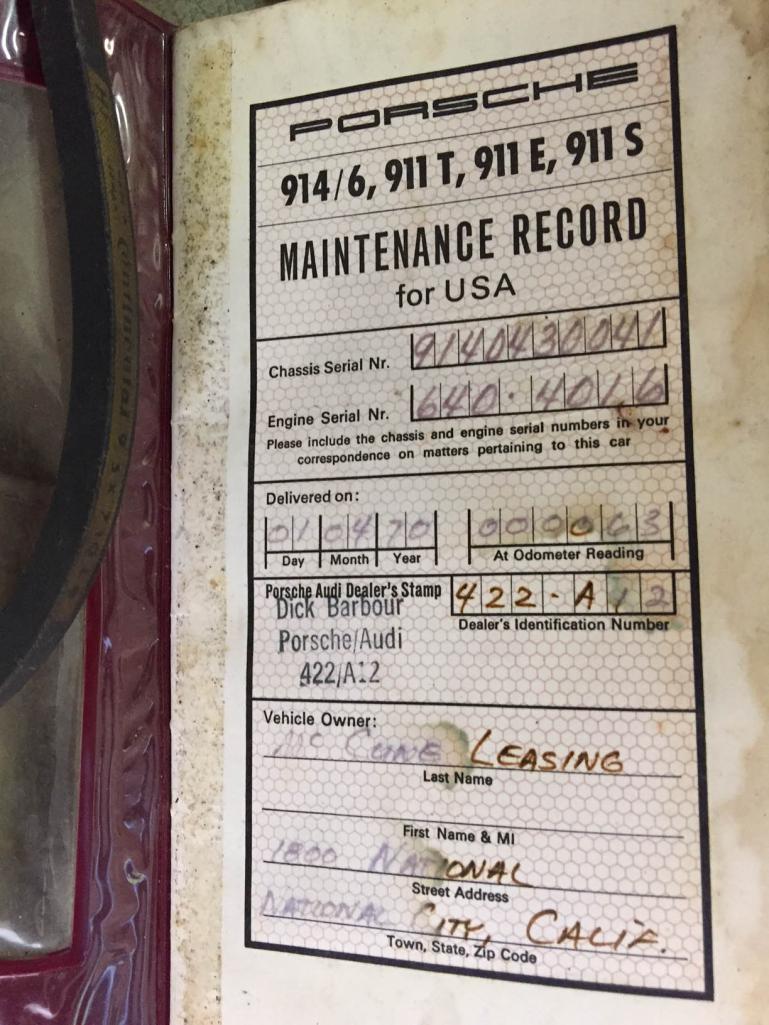 PORSCHE
914/6, 911 T, 911 E, 911 S
MAINTENANCE RECORD
for USA
Chassis Serial Nr. 9140430041
Engine Serial Nr. 640·4016
Please include the chassis and engine serial numbers in your
correspondence on matters pertaining to this car
Delivered on:
01 04 70 000063
Day Month Year At Odometer Reading
Porsche Audi Dealer's Stamp 422-A12
Dick Barbour
Dealer's Identification Number
Porsche/Audi
422/A12
Vehicle Owner:
Mc Cune LEASING
Last Name
First Name & MI
1800 NATIONAL
Street Address
NATIONAL CITY, CALIF.
Town, State, Zip Code
Continental